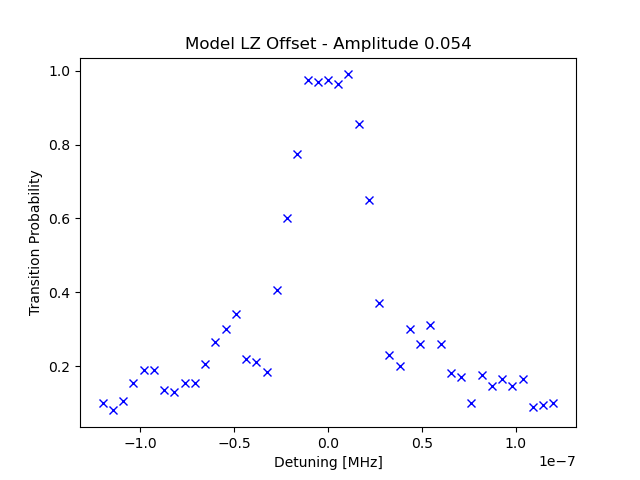 Model LZ Offset - Amplitude 0.054
Transition Probability
1.0
0.8
0.6
0.4
0.2
−1.0 −0.5 0.0 0.5 1.0
1e−7
Detuning [MHz]